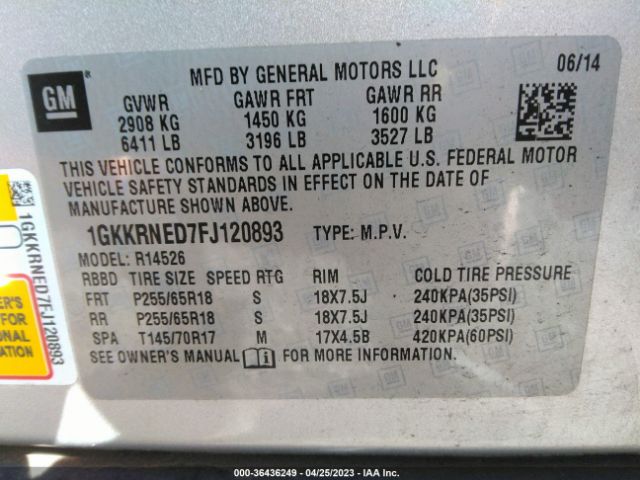 GM
®
MFD BY GENERAL MOTORS LLC
06/14
GVWR GAWR FRT GAWR RR
2908 KG 1450 KG 1600 KG
6411 LB 3196 LB 3527 LB
THIS VEHICLE CONFORMS TO ALL APPLICABLE U.S. FEDERAL MOTOR
VEHICLE SAFETY STANDARDS IN EFFECT ON THE DATE OF
MANUFACTURE SHOWN ABOVE.
1GKKRNED7FJ120893 TYPE: M.P.V.
MODEL: R14526
RBBD TIRE SIZE SPEED RTG RIM COLD TIRE PRESSURE
FRT P255/65R18 S 18X7.5J 240KPA(35PSI)
RR P255/65R18 S 18X7.5J 240KPA(35PSI)
SPA T145/70R17 M 17X4.5B 420KPA(60PSI)
SEE OWNER'S MANUAL FOR MORE INFORMATION.
1GKKRNED7FJ120893
FOR
000-36436249 - 04/25/2023 - IAA Inc.